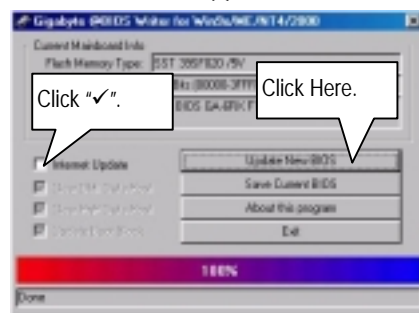 Gigabyte @BIOS Writer for Win9x/ME/NT4/2000
Current Mainboard Info
Flash Memory Type: SST 39SF020 /5V
Click "✓".
Click Here.
Internet Update
Update New BIOS
Save Current BIOS
About this program
Exit
100%
Done